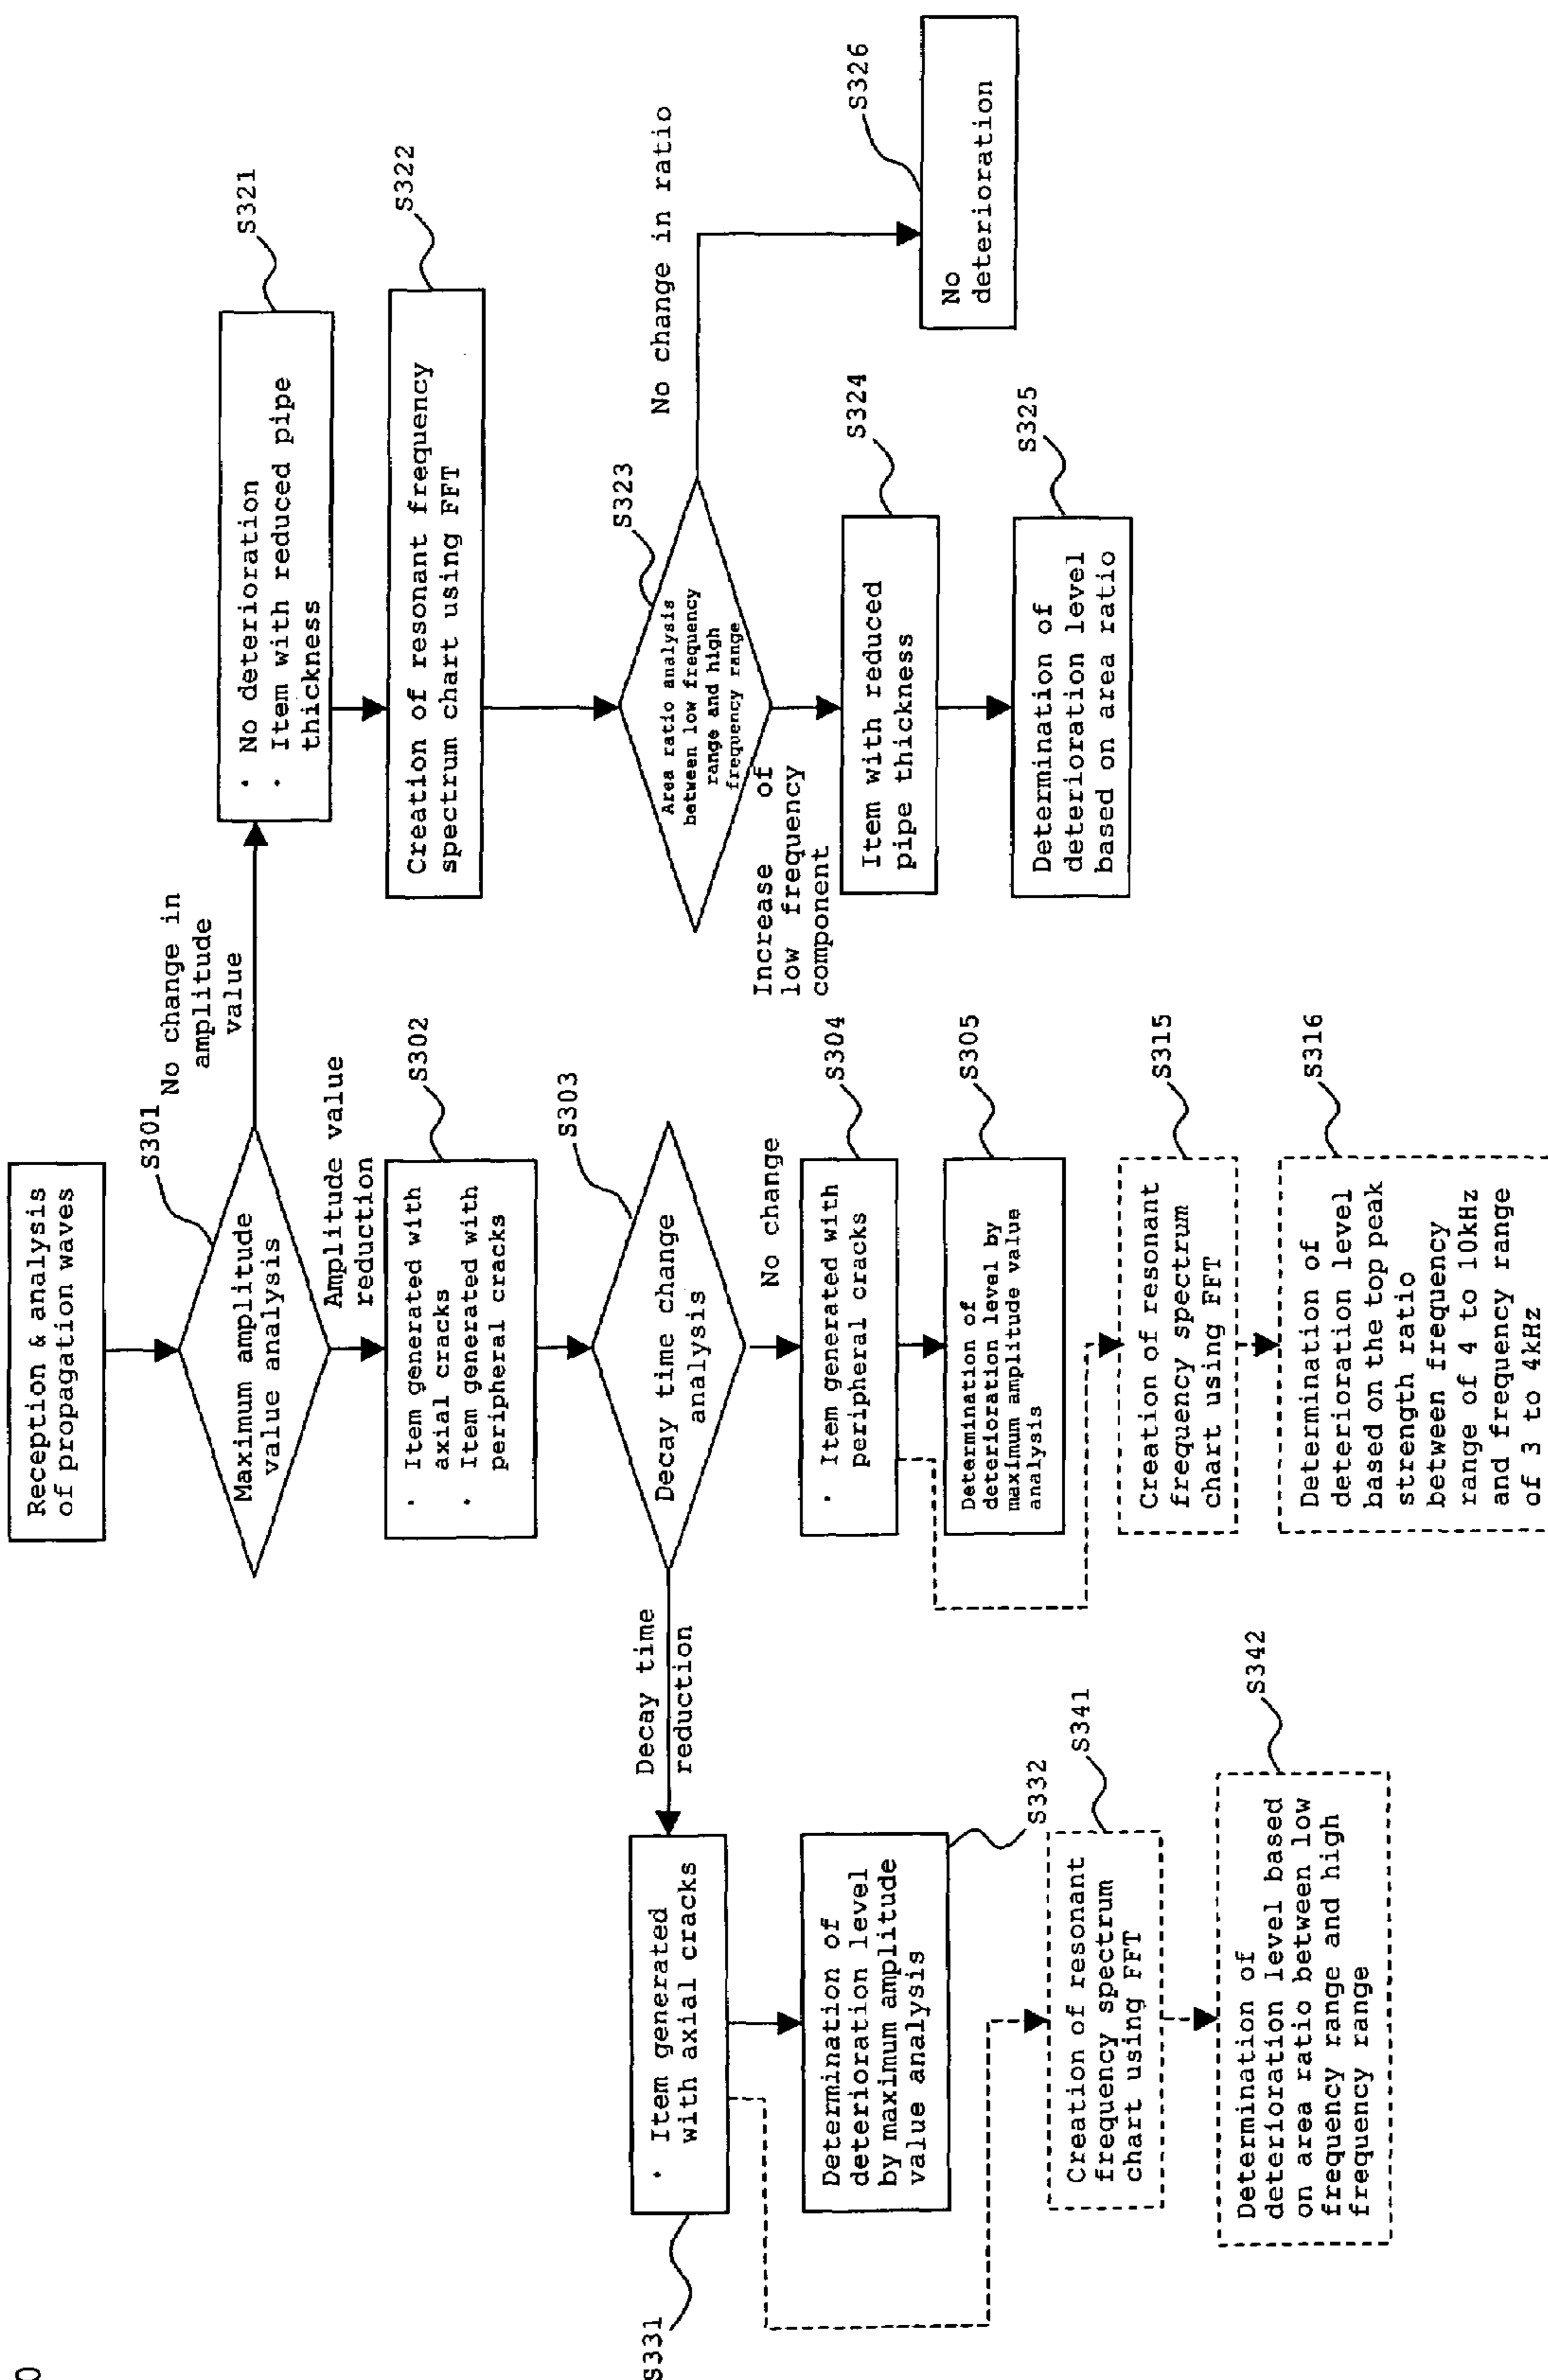 Reception & analysis
of propagation waves
S301
Maximum amplitude
value analysis
No change in
amplitude
value
Amplitude value
reduction
S302
· Item generated with
axial cracks
· Item generated with
peripheral cracks
S303
Decay time change
analysis
No change
S304
· Item generated with
peripheral cracks
S305
Determination of
deterioration level by
maximum amplitude value
analysis
S315
Creation of resonant
frequency spectrum
chart using FFT
S316
Determination of
deterioration level
based on the top peak
strength ratio
between frequency
range of 4 to 10kHz
and frequency range
of 3 to 4kHz
S321
· No deterioration
· Item with reduced pipe
thickness
S322
Creation of resonant frequency
spectrum chart using FFT
S323
Area ratio analysis
between low frequency
range and high
frequency range
No change in ratio
S326
No
deterioration
Increase of
low frequency
component
S324
Item with reduced
pipe thickness
S325
Determination of
deterioration level
based on area ratio
Decay time
reduction
S331
· Item generated
with axial cracks
S332
Determination of
deterioration level
by maximum amplitude
value analysis
S341
Creation of resonant
frequency spectrum
chart using FFT
S342
Determination of
deterioration level based
on area ratio between low
frequency range and high
frequency range